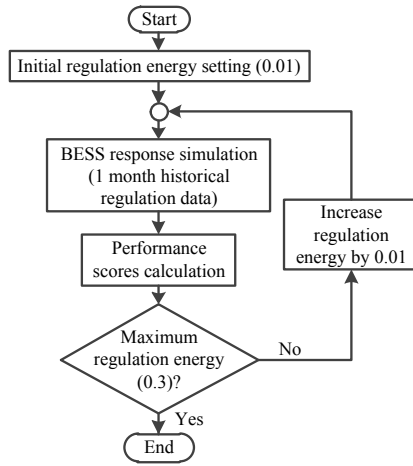 Start
Initial regulation energy setting (0.01)
BESS response simulation
(1 month historical
regulation data)
Increase
regulation
energy by 0.01
Performance
scores calculation
Maximum
regulation energy
(0.3)?
No
Yes
End